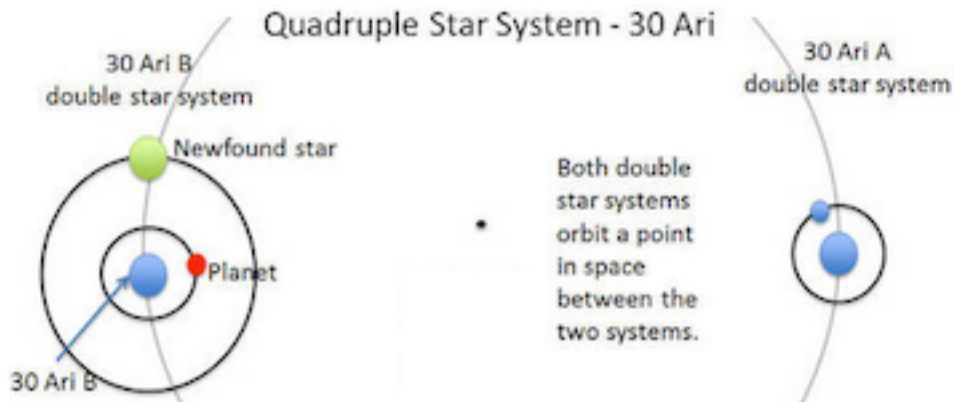 Quadruple Star System - 30 Ari
30 Ari B
double star system
Newfound star
Planet
30 Ari B
Both double
star systems
orbit a point
in space
between the
two systems.
30 Ari A
double star system